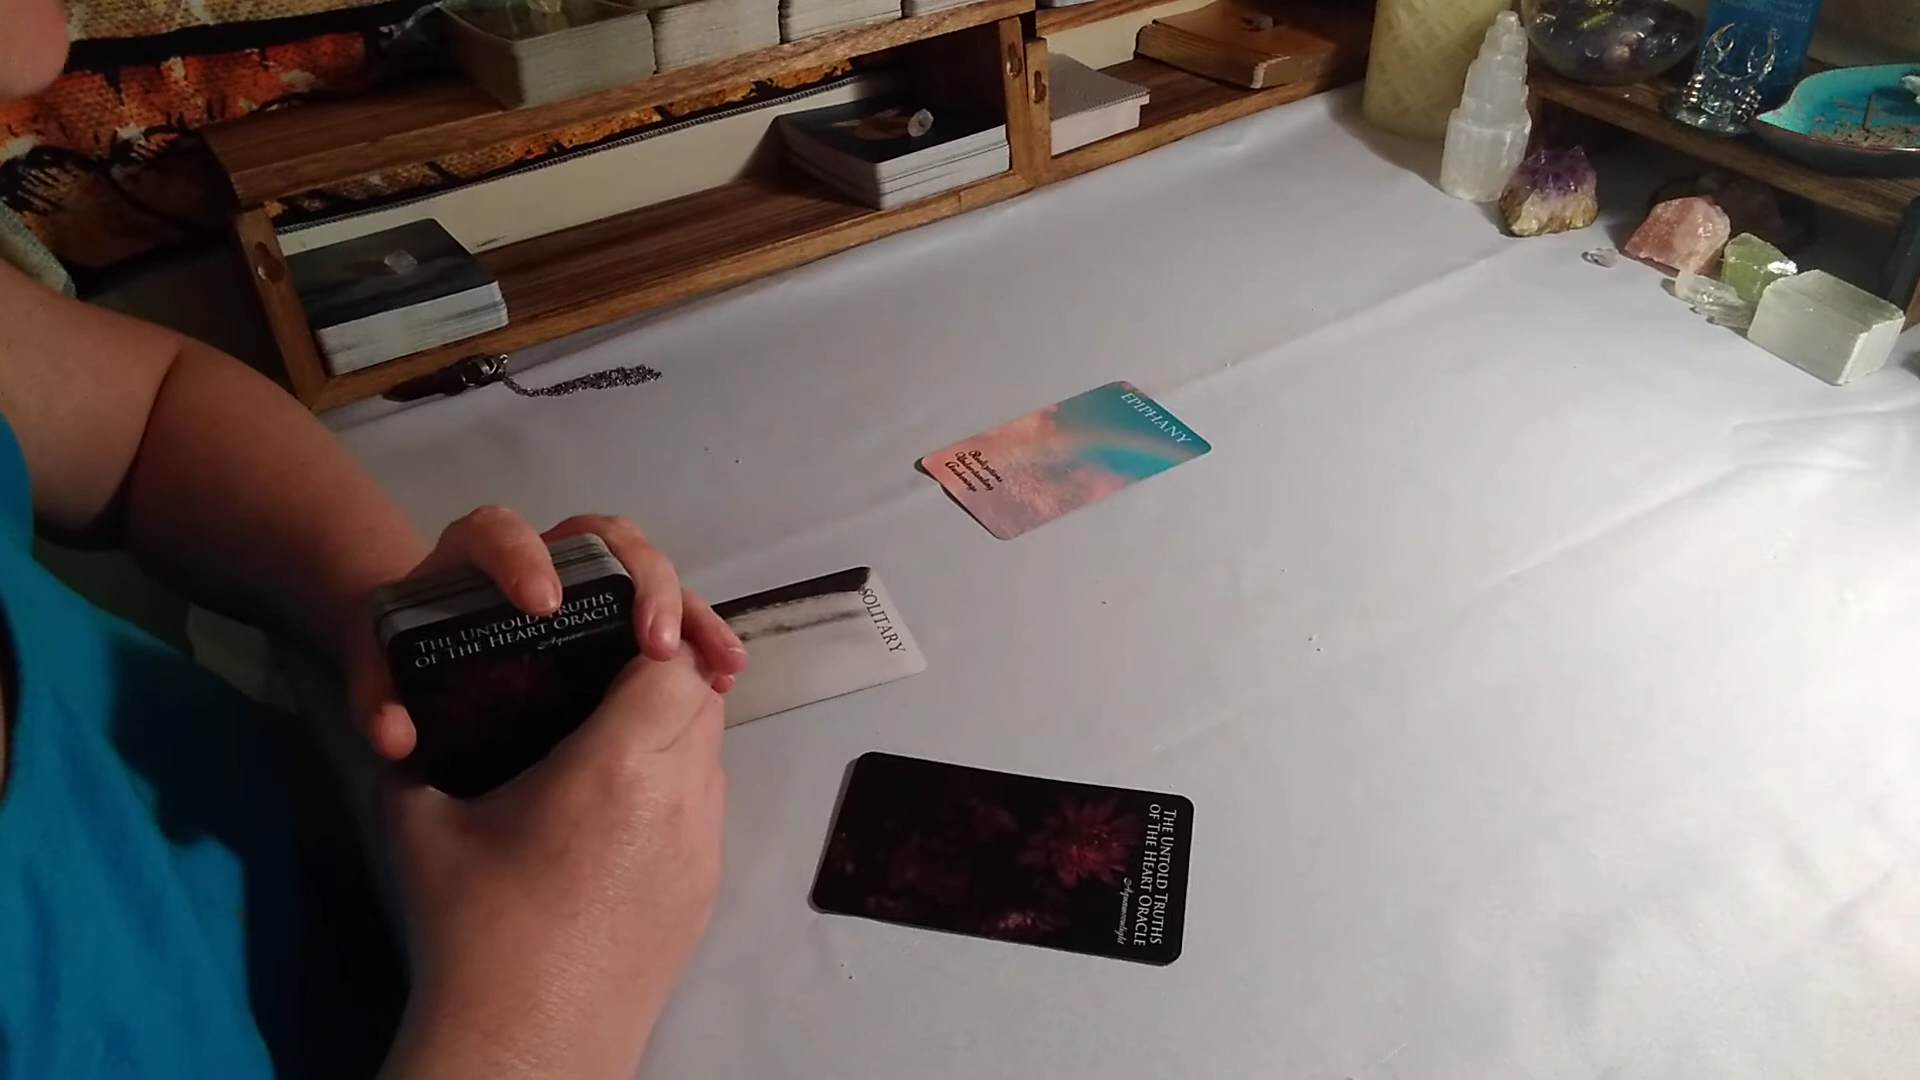 EPIPHANY
Realizations
Understanding
Awakenings
SOLITARY
THE UNTOLD TRUTHS
OF THE HEART ORACLE
THE UNTOLD TRUTHS
OF THE HEART ORACLE
Aquamoonlight